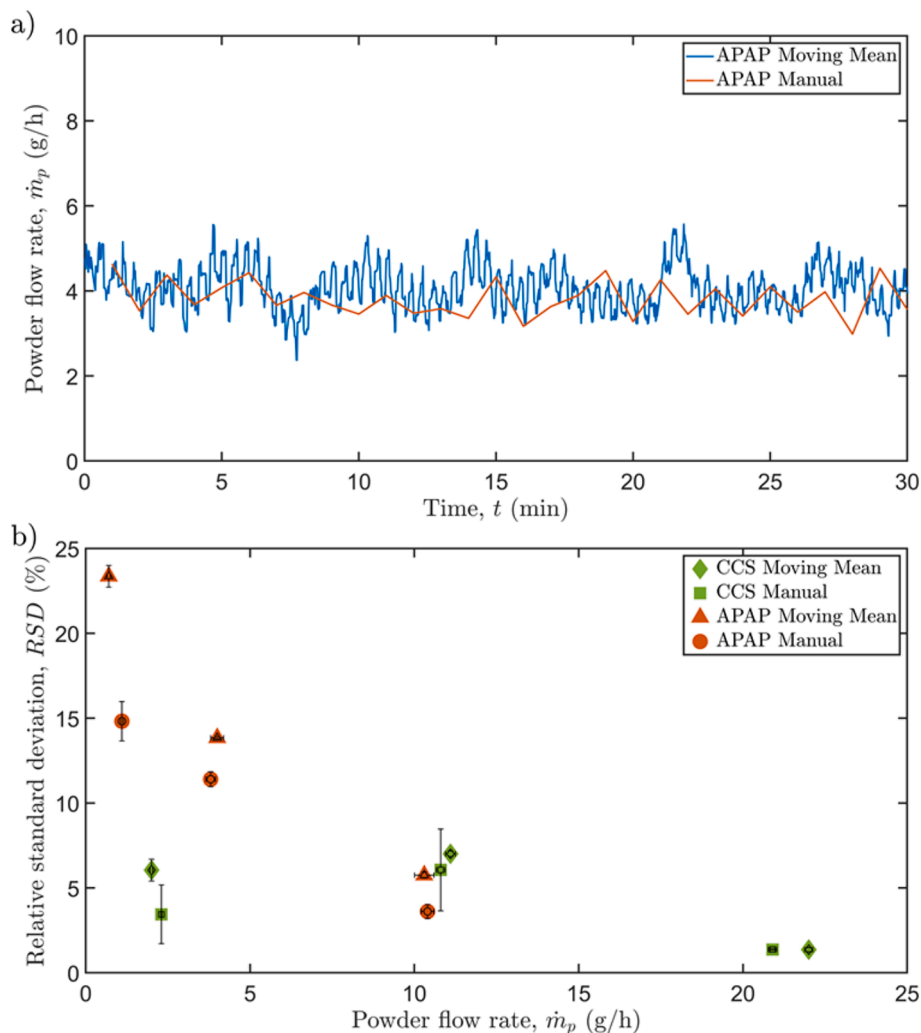 a)
10
8
6
4
2
0
Powder flow rate, ṁₚ (g/h)
APAP Moving Mean
APAP Manual
0 5 10 15 20 25 30
Time, t (min)
b)
25
20
15
10
5
0
Relative standard deviation, RSD (%)
CCS Moving Mean
CCS Manual
APAP Moving Mean
APAP Manual
0 5 10 15 20 25
Powder flow rate, ṁₚ (g/h)